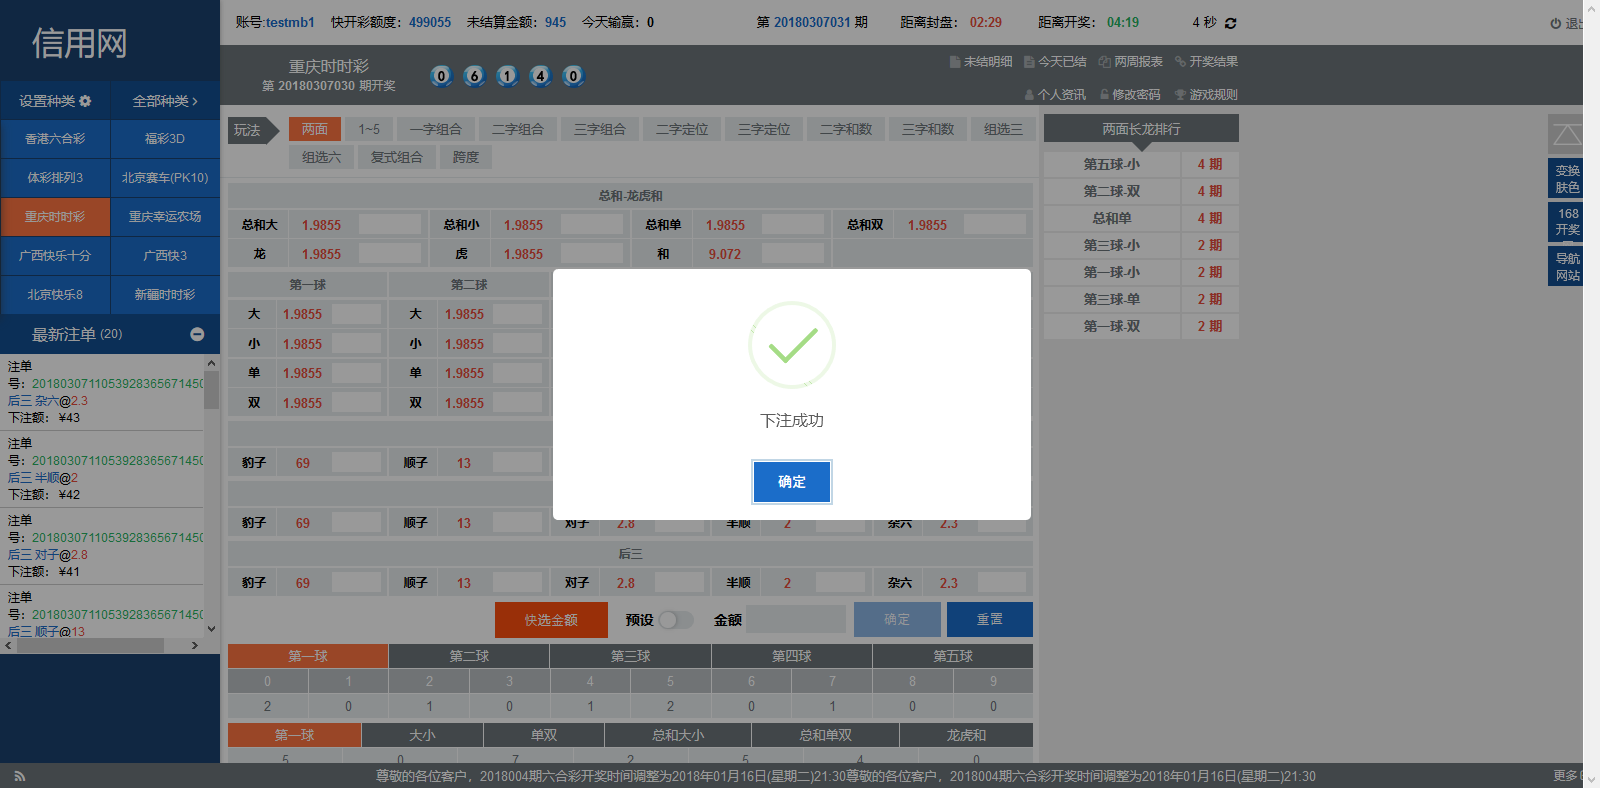 信用网
账号:testmb1 快开彩额度：499055 未结算金额：945 今天输赢：0 第 20180307031 期 距离封盘： 02:29 距离开奖： 04:19 4 秒
重庆时时彩
第 20180307030 期开奖
0 6 1 4 0
未结明细 今天已结 两周报表 开奖结果
个人资讯 修改密码 游戏规则
设置种类 全部种类
香港六合彩 福彩3D
体彩排列3 北京赛车(PK10)
重庆时时彩 重庆幸运农场
广西快乐十分 广西快3
北京快乐8 新疆时时彩
最新注单 (20)
注单
号：2018030711053928365671450
后三 杂六@2.3
下注额： ¥43
注单
号：2018030711053928365671450
后三 半顺@2
下注额： ¥42
注单
号：2018030711053928365671450
后三 对子@2.8
下注额： ¥41
注单
号：2018030711053928365671450
后三 顺子@13
玩法 两面 1~5 一字组合 二字组合 三字组合 二字定位 三字定位 二字和数 三字和数 组选三
组选六 复式组合 跨度
总和-龙虎和
总和大 1.9855 总和小 1.9855 总和单 1.9855 总和双 1.9855
龙 1.9855 虎 1.9855 和 9.072
第一球 第二球
大 1.9855 大 1.9855
小 1.9855 小 1.9855
单 1.9855 单 1.9855
双 1.9855 双 1.9855
豹子 69 顺子 13
豹子 69 顺子 13 对子 2.8 半顺 2 杂六 2.3
后三
豹子 69 顺子 13 对子 2.8 半顺 2 杂六 2.3
下注成功
确定
快选金额 预设 金额 确定 重置
第一球 第二球 第三球 第四球 第五球
0 1 2 3 4 5 6 7 8 9
2 0 1 0 1 2 0 1 0 0
第一球 大小 单双 总和大小 总和单双 龙虎和
5 0 7 2 5 4 0
两面长龙排行
第五球-小 4 期
第二球-双 4 期
总和单 4 期
第三球-小 2 期
第一球-小 2 期
第三球-单 2 期
第一球-双 2 期
变换
肤色
168
开奖
导航
网站
尊敬的各位客户，2018004期六合彩开奖时间调整为2018年01月16日(星期二)21:30尊敬的各位客户，2018004期六合彩开奖时间调整为2018年01月16日(星期二)21:30
更多